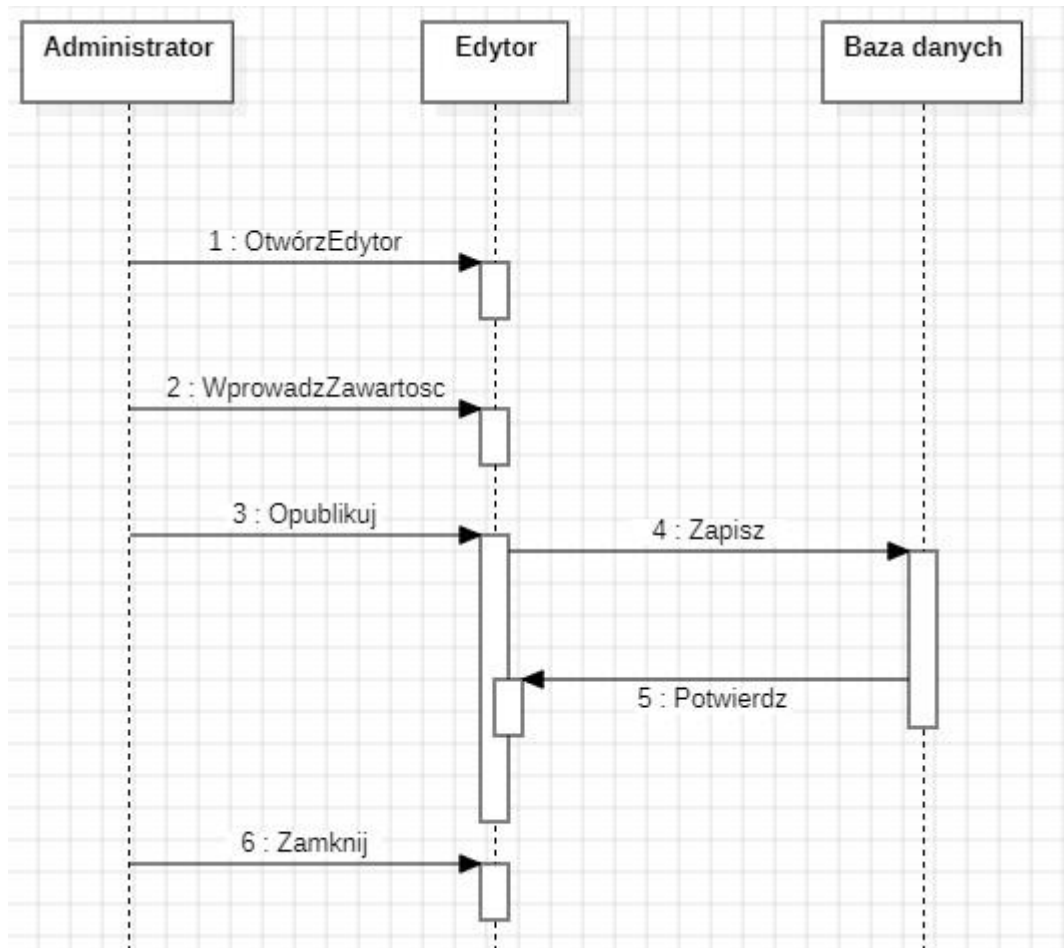 Administrator
Edytor
Baza danych
1 : OtwórzEdytor
2 : WprowadzZawartosc
3 : Opublikuj
4 : Zapisz
5 : Potwierdz
6 : Zamknij